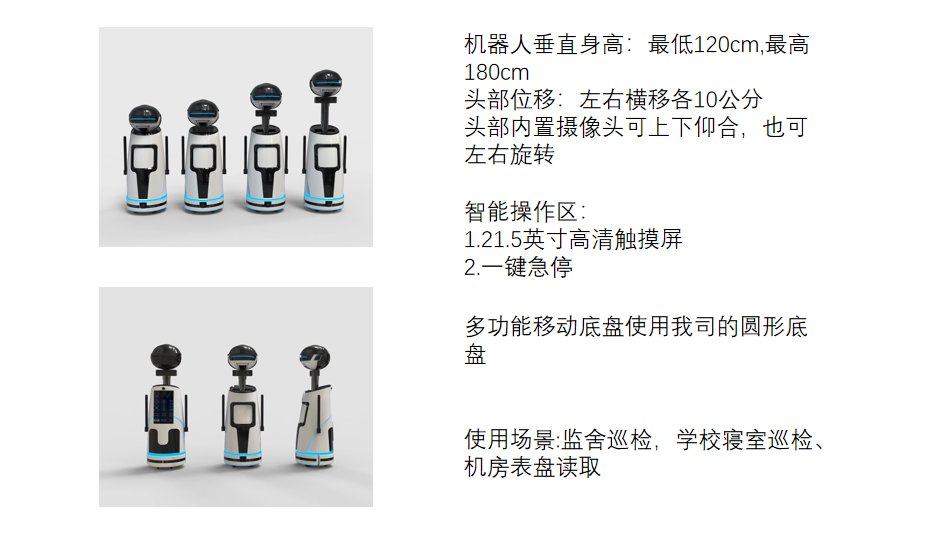 机器人垂直身高：最低120cm,最高
180cm
头部位移：左右横移各10公分
头部内置摄像头可上下仰合，也可
左右旋转
智能操作区：
1.21.5英寸高清触摸屏
2.一键急停
多功能移动底盘使用我司的圆形底
盘
使用场景:监舍巡检，学校寝室巡检、
机房表盘读取